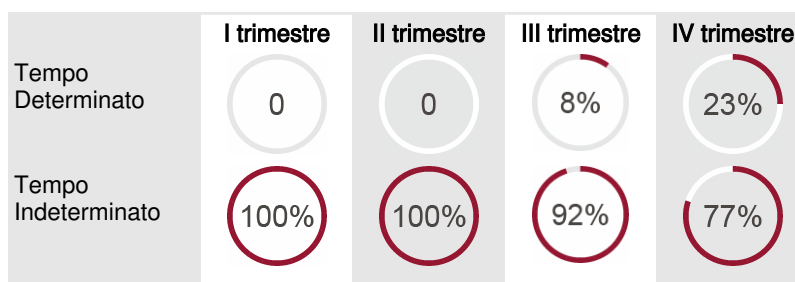 I trimestre II trimestre III trimestre IV trimestre
Tempo
Determinato
0 0 8% 23%
Tempo
Indeterminato
100% 100% 92% 77%